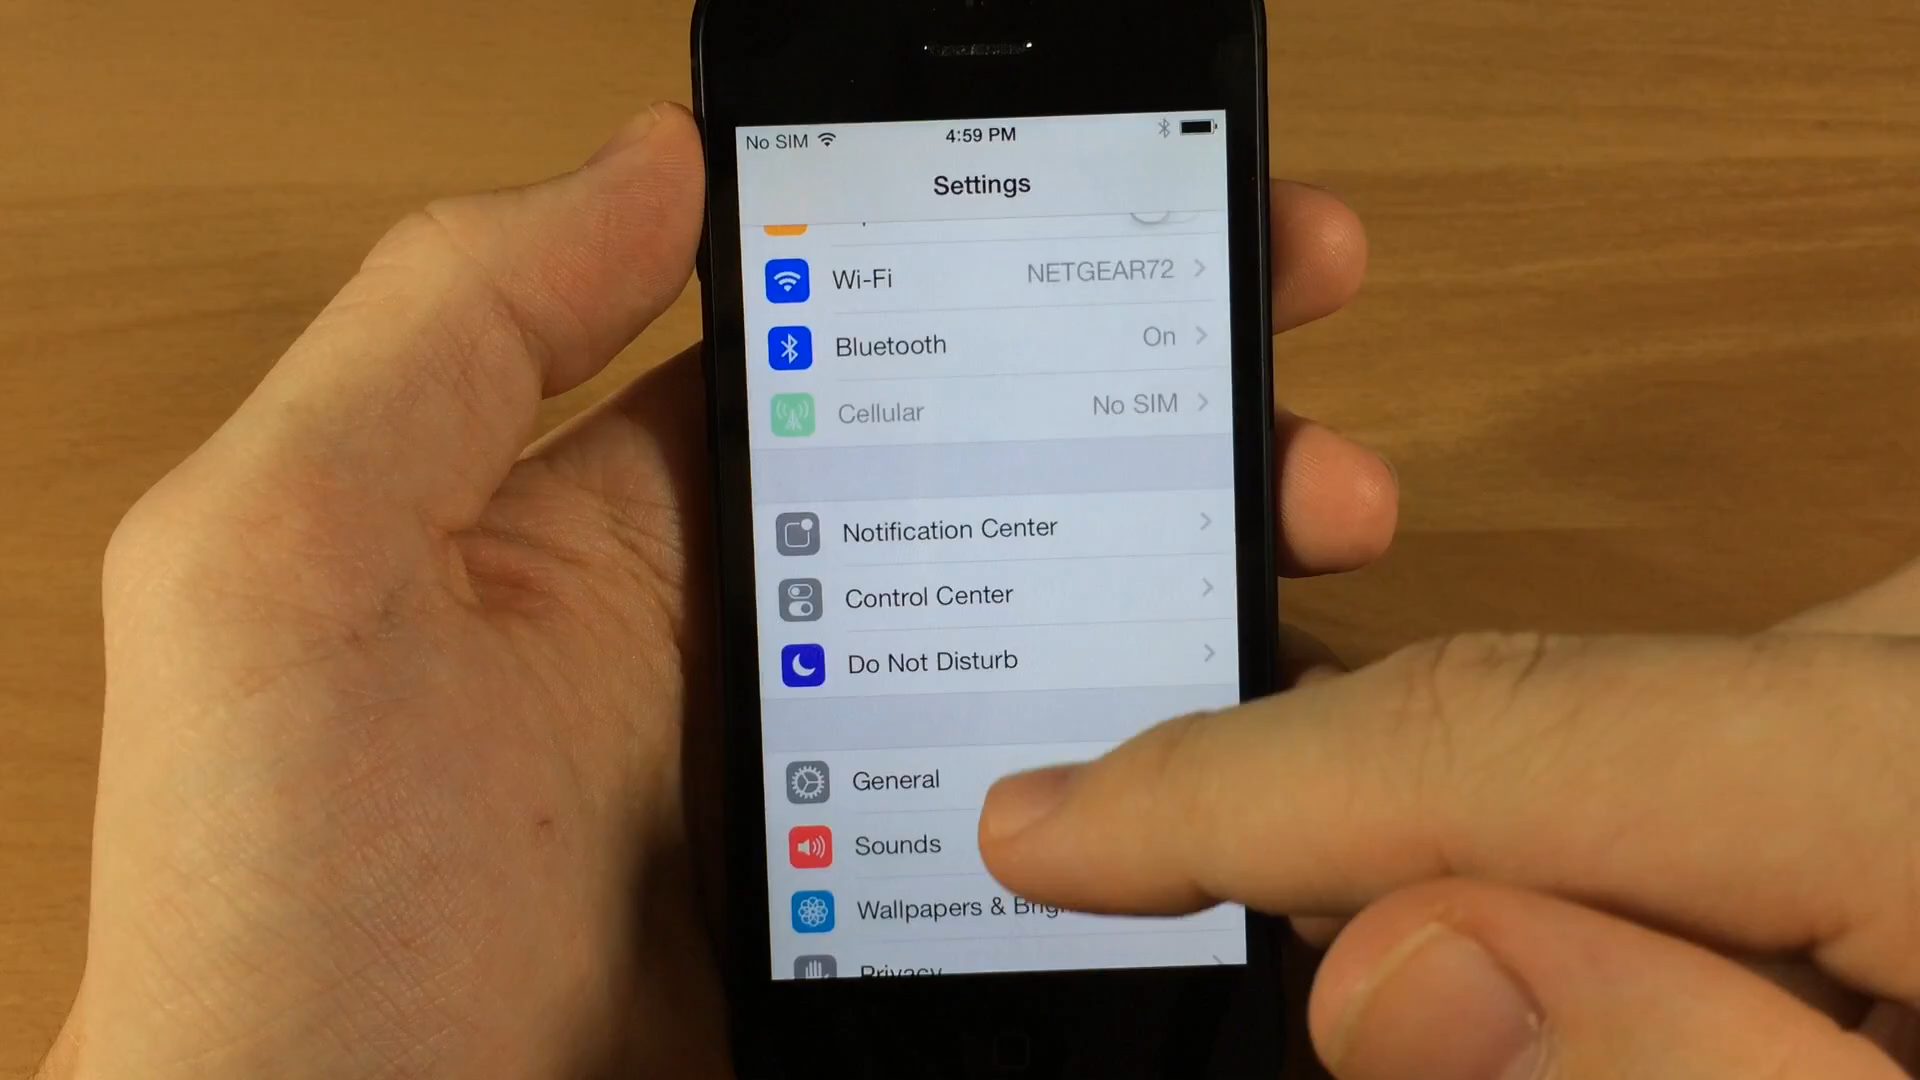 No SIM 4:59 PM
Settings
Wi-Fi NETGEAR72
Bluetooth On
Cellular No SIM
Notification Center
Control Center
Do Not Disturb
General
Sounds
Wallpapers &
Privacy